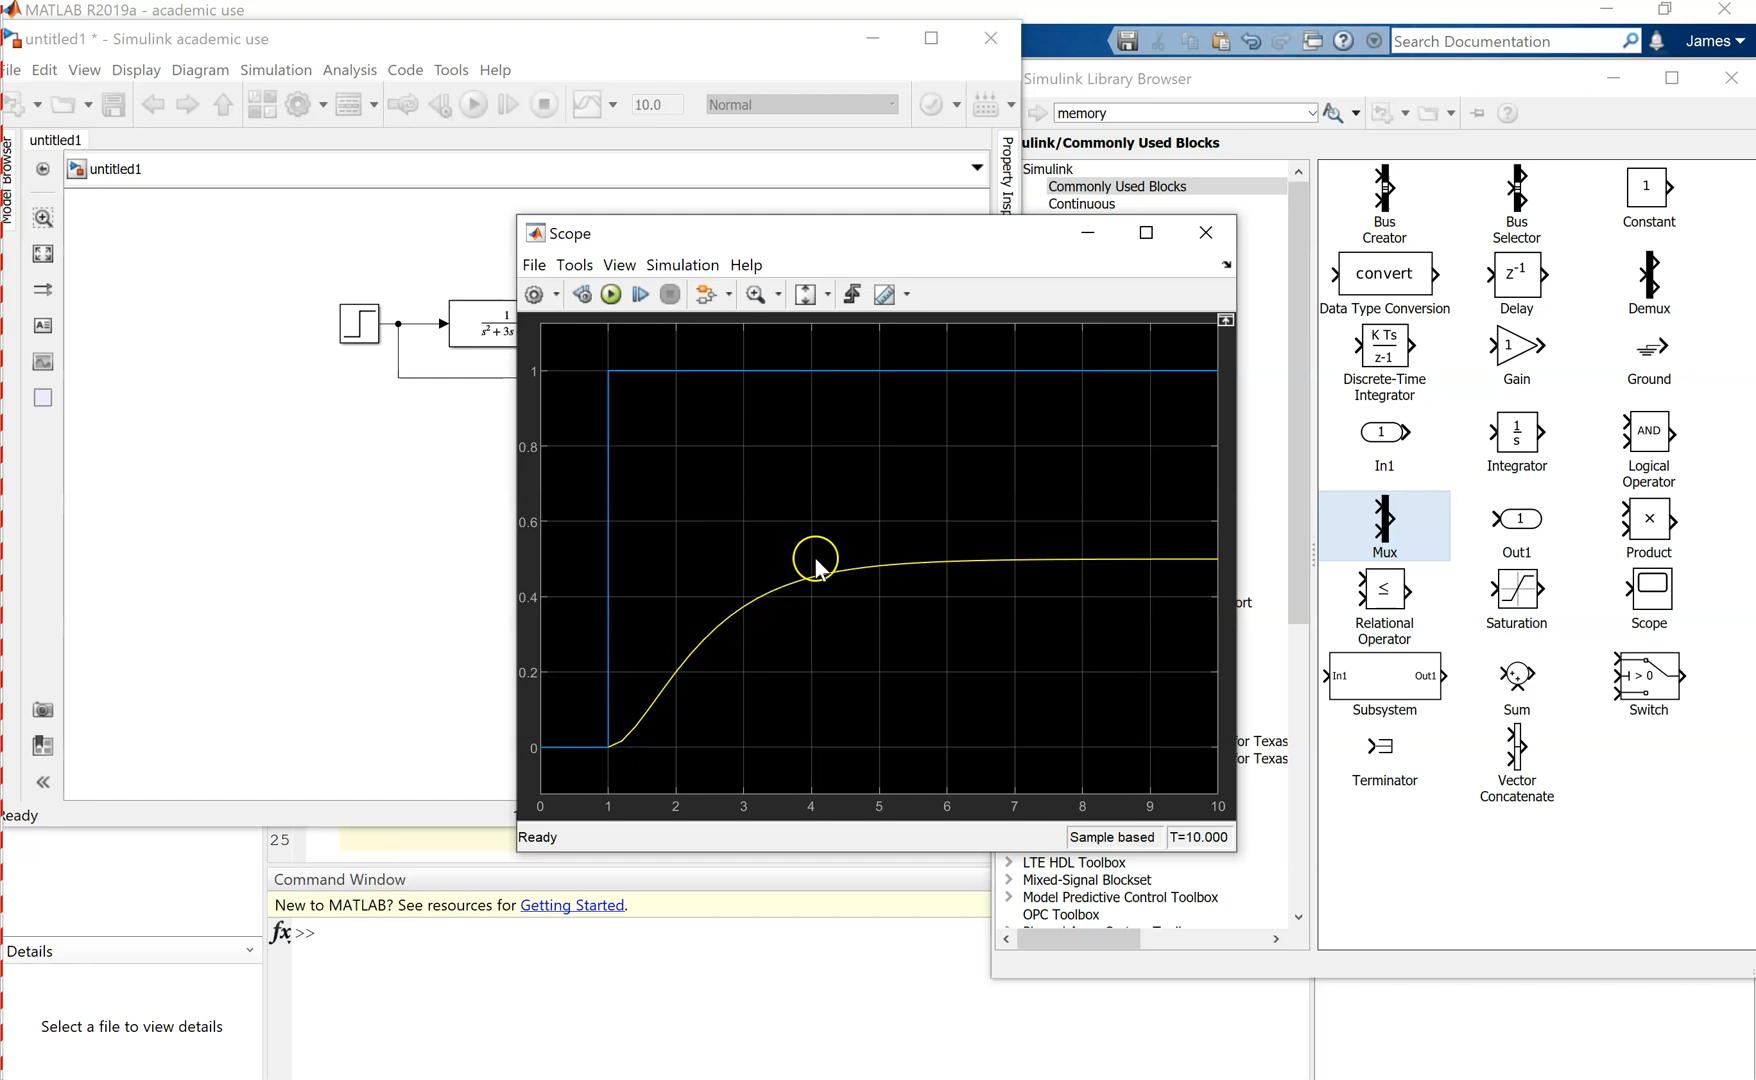 MATLAB R2019a - academic use
untitled1 * - Simulink academic use
ile Edit View Display Diagram Simulation Analysis Code Tools Help
10.0 Normal
untitled1
Model Browser
untitled1
Property Insp
Search Documentation
James
Simulink Library Browser
memory
ulink/Commonly Used Blocks
Simulink
Commonly Used Blocks
Continuous
ort
or Texas
or Texas
LTE HDL Toolbox
Mixed-Signal Blockset
Model Predictive Control Toolbox
OPC Toolbox
Bus Creator
Bus Selector
1
Constant
convert
Data Type Conversion
z-1
Delay
Demux
K Ts
z-1
Discrete-Time Integrator
1
Gain
Ground
1
In1
1
s
Integrator
AND
Logical Operator
Mux
1
Out1
×
Product
≤
Relational Operator
Saturation
Scope
In1 Out1
Subsystem
Sum
> 0
Switch
Terminator
Vector Concatenate
1
s²+3s
Scope
File Tools View Simulation Help
1
0.8
0.6
0.4
0.2
0
0 1 2 3 4 5 6 7 8 9 10
Ready
Sample based T=10.000
eady
25
Command Window
New to MATLAB? See resources for Getting Started.
fx >>
Details
Select a file to view details